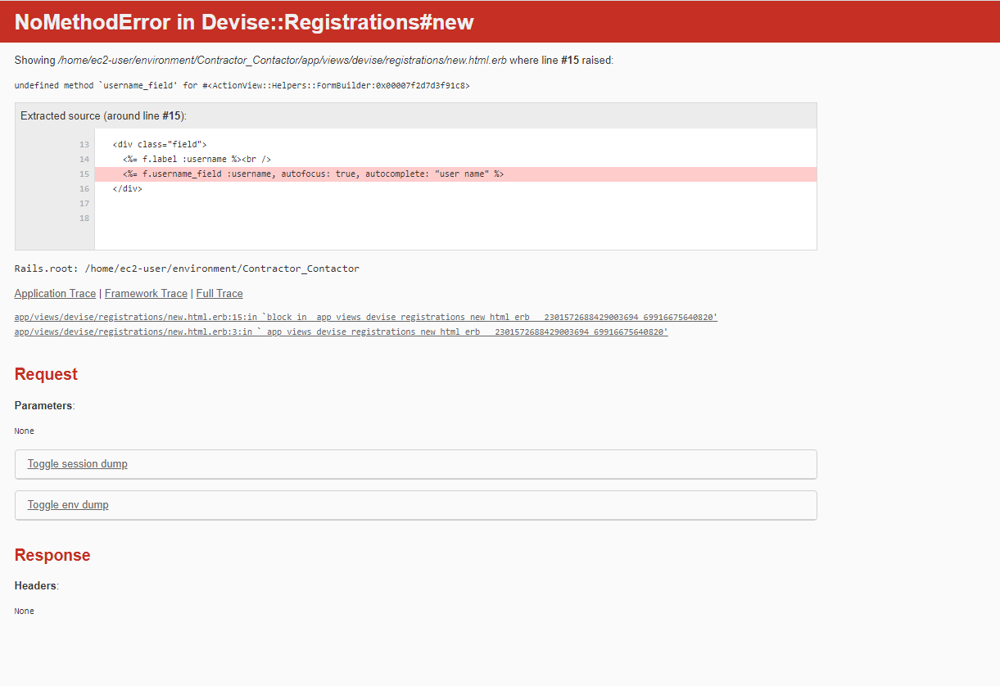 NoMethodError in Devise::Registrations#new
Showing /home/ec2-user/environment/Contractor_Contactor/app/views/devise/registrations/new.html.erb where line #15 raised:
undefined method `username_field' for #<ActionView::Helpers::FormBuilder:0x00007f2d7d3f91c8>
Extracted source (around line #15):
13 <div class="field">
14 <%= f.label :username %><br />
15 <%= f.username_field :username, autofocus: true, autocomplete: "user name" %>
16 </div>
17
18
Rails.root: /home/ec2-user/environment/Contractor_Contactor
Application Trace | Framework Trace | Full Trace
app/views/devise/registrations/new.html.erb:15:in `block in _app_views_devise_registrations_new_html_erb___2301572688429003694_69916675640820'
app/views/devise/registrations/new.html.erb:3:in `_app_views_devise_registrations_new_html_erb___2301572688429003694_69916675640820'
Request
Parameters:
None
Toggle session dump
Toggle env dump
Response
Headers:
None